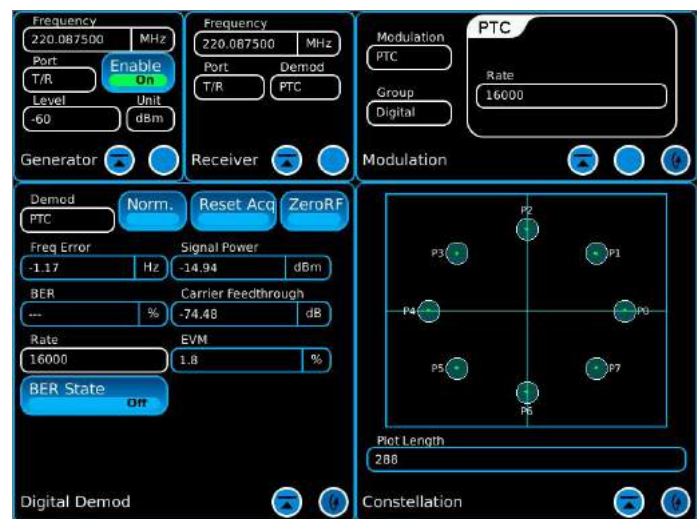 Frequency
220.087500 MHz
Port
T/R
Enable
On
Level Unit
-60 dBm
Generator
Frequency
220.087500 MHz
Port Demod
T/R PTC
Receiver
Modulation
PTC
Group
Digital
PTC
Rate
16000
Modulation
Demod
PTC
Norm.
Reset Acq
ZeroRF
Freq Error Signal Power
-1.17 Hz -14.94 dBm
BER Carrier Feedthrough
--- % -74.48 dB
Rate EVM
16000 1.8 %
BER State
Off
Digital Demod
P2
P3 P1
P4 P0
P5 P7
P6
Plot Length
288
Constellation